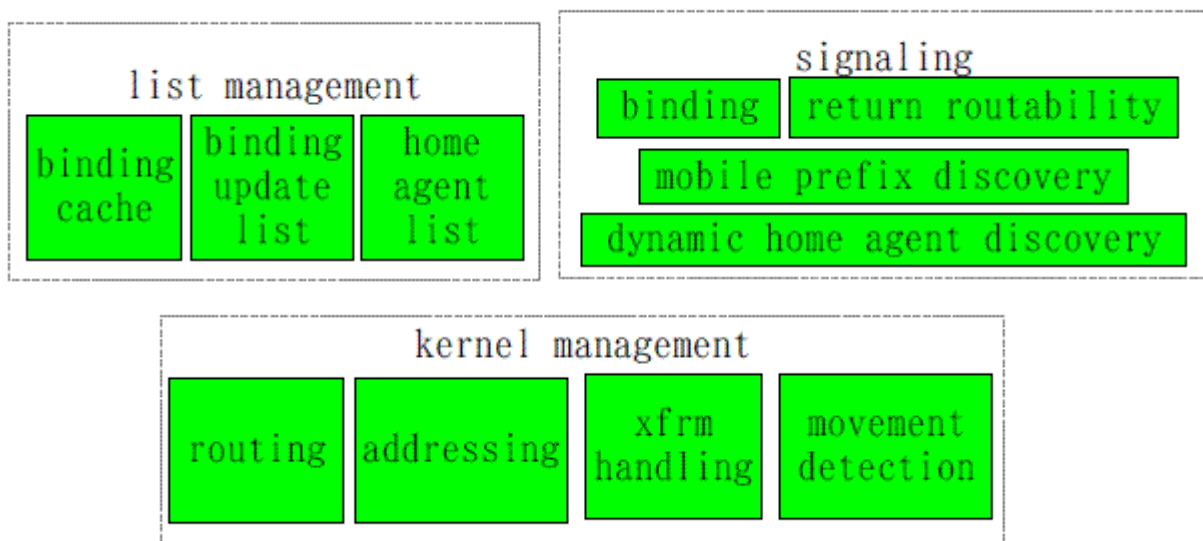 list management
binding
cache
binding
update
list
home
agent
list
signaling
binding
return routability
mobile prefix discovery
dynamic home agent discovery
kernel management
routing
addressing
xfrm
handling
movement
detection